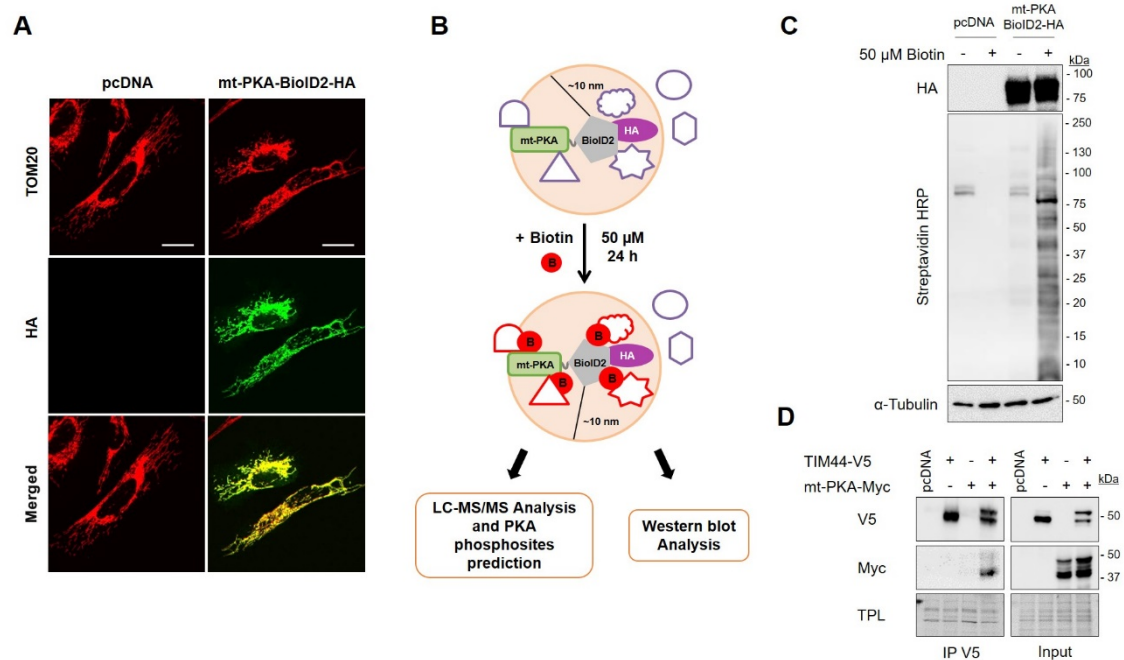 A
pcDNA
mt-PKA-BioID2-HA
TOM20
HA
Merged
B
~10 nm
mt-PKA
BioID2
HA
+ Biotin
B
50 µM
24 h
B
B
mt-PKA
BioID2
HA
B
B
~10 nm
LC-MS/MS Analysis
and PKA
phosphosites
prediction
Western blot
Analysis
C
pcDNA
mt-PKA
BioID2-HA
50 µM Biotin - + - +
kDa
HA
- 100
- 75
Streptavidin HRP
- 250
- 130
- 100
- 75
- 50
- 37
- 25
- 20
- 15
- 10
α-Tubulin
- 50
D
TIM44-V5 pcDNA + - + pcDNA + - +
mt-PKA-Myc - + + - + +
kDa
V5
- 50
Myc
- 50
- 37
TPL
IP V5
Input